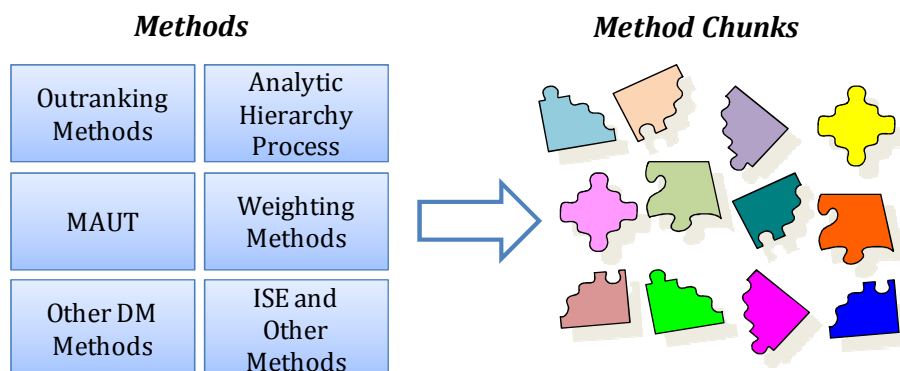 Methods
Method Chunks
Outranking
Methods
Analytic
Hierarchy
Process
MAUT
Weighting
Methods
Other DM
Methods
ISE and
Other
Methods